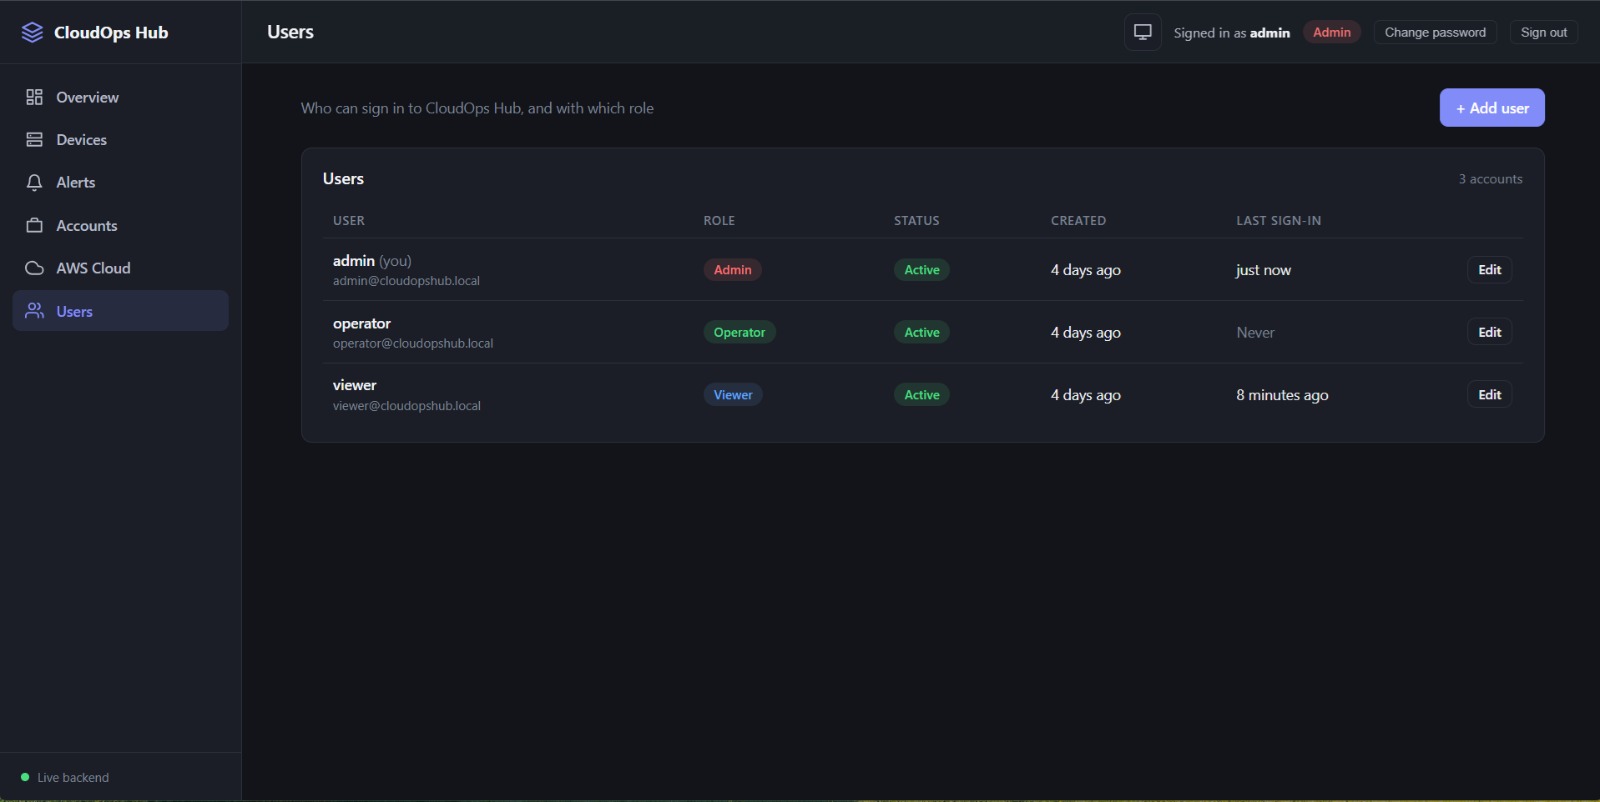 CloudOps Hub
Users
Signed in as admin Admin Change password Sign out
Overview
Devices
Alerts
Accounts
AWS Cloud
Users
Who can sign in to CloudOps Hub, and with which role
+ Add user
Users
3 accounts
USER ROLE STATUS CREATED LAST SIGN-IN
admin (you)
admin@cloudopshub.local
Admin Active 4 days ago just now Edit
operator
operator@cloudopshub.local
Operator Active 4 days ago Never Edit
viewer
viewer@cloudopshub.local
Viewer Active 4 days ago 8 minutes ago Edit
Live backend